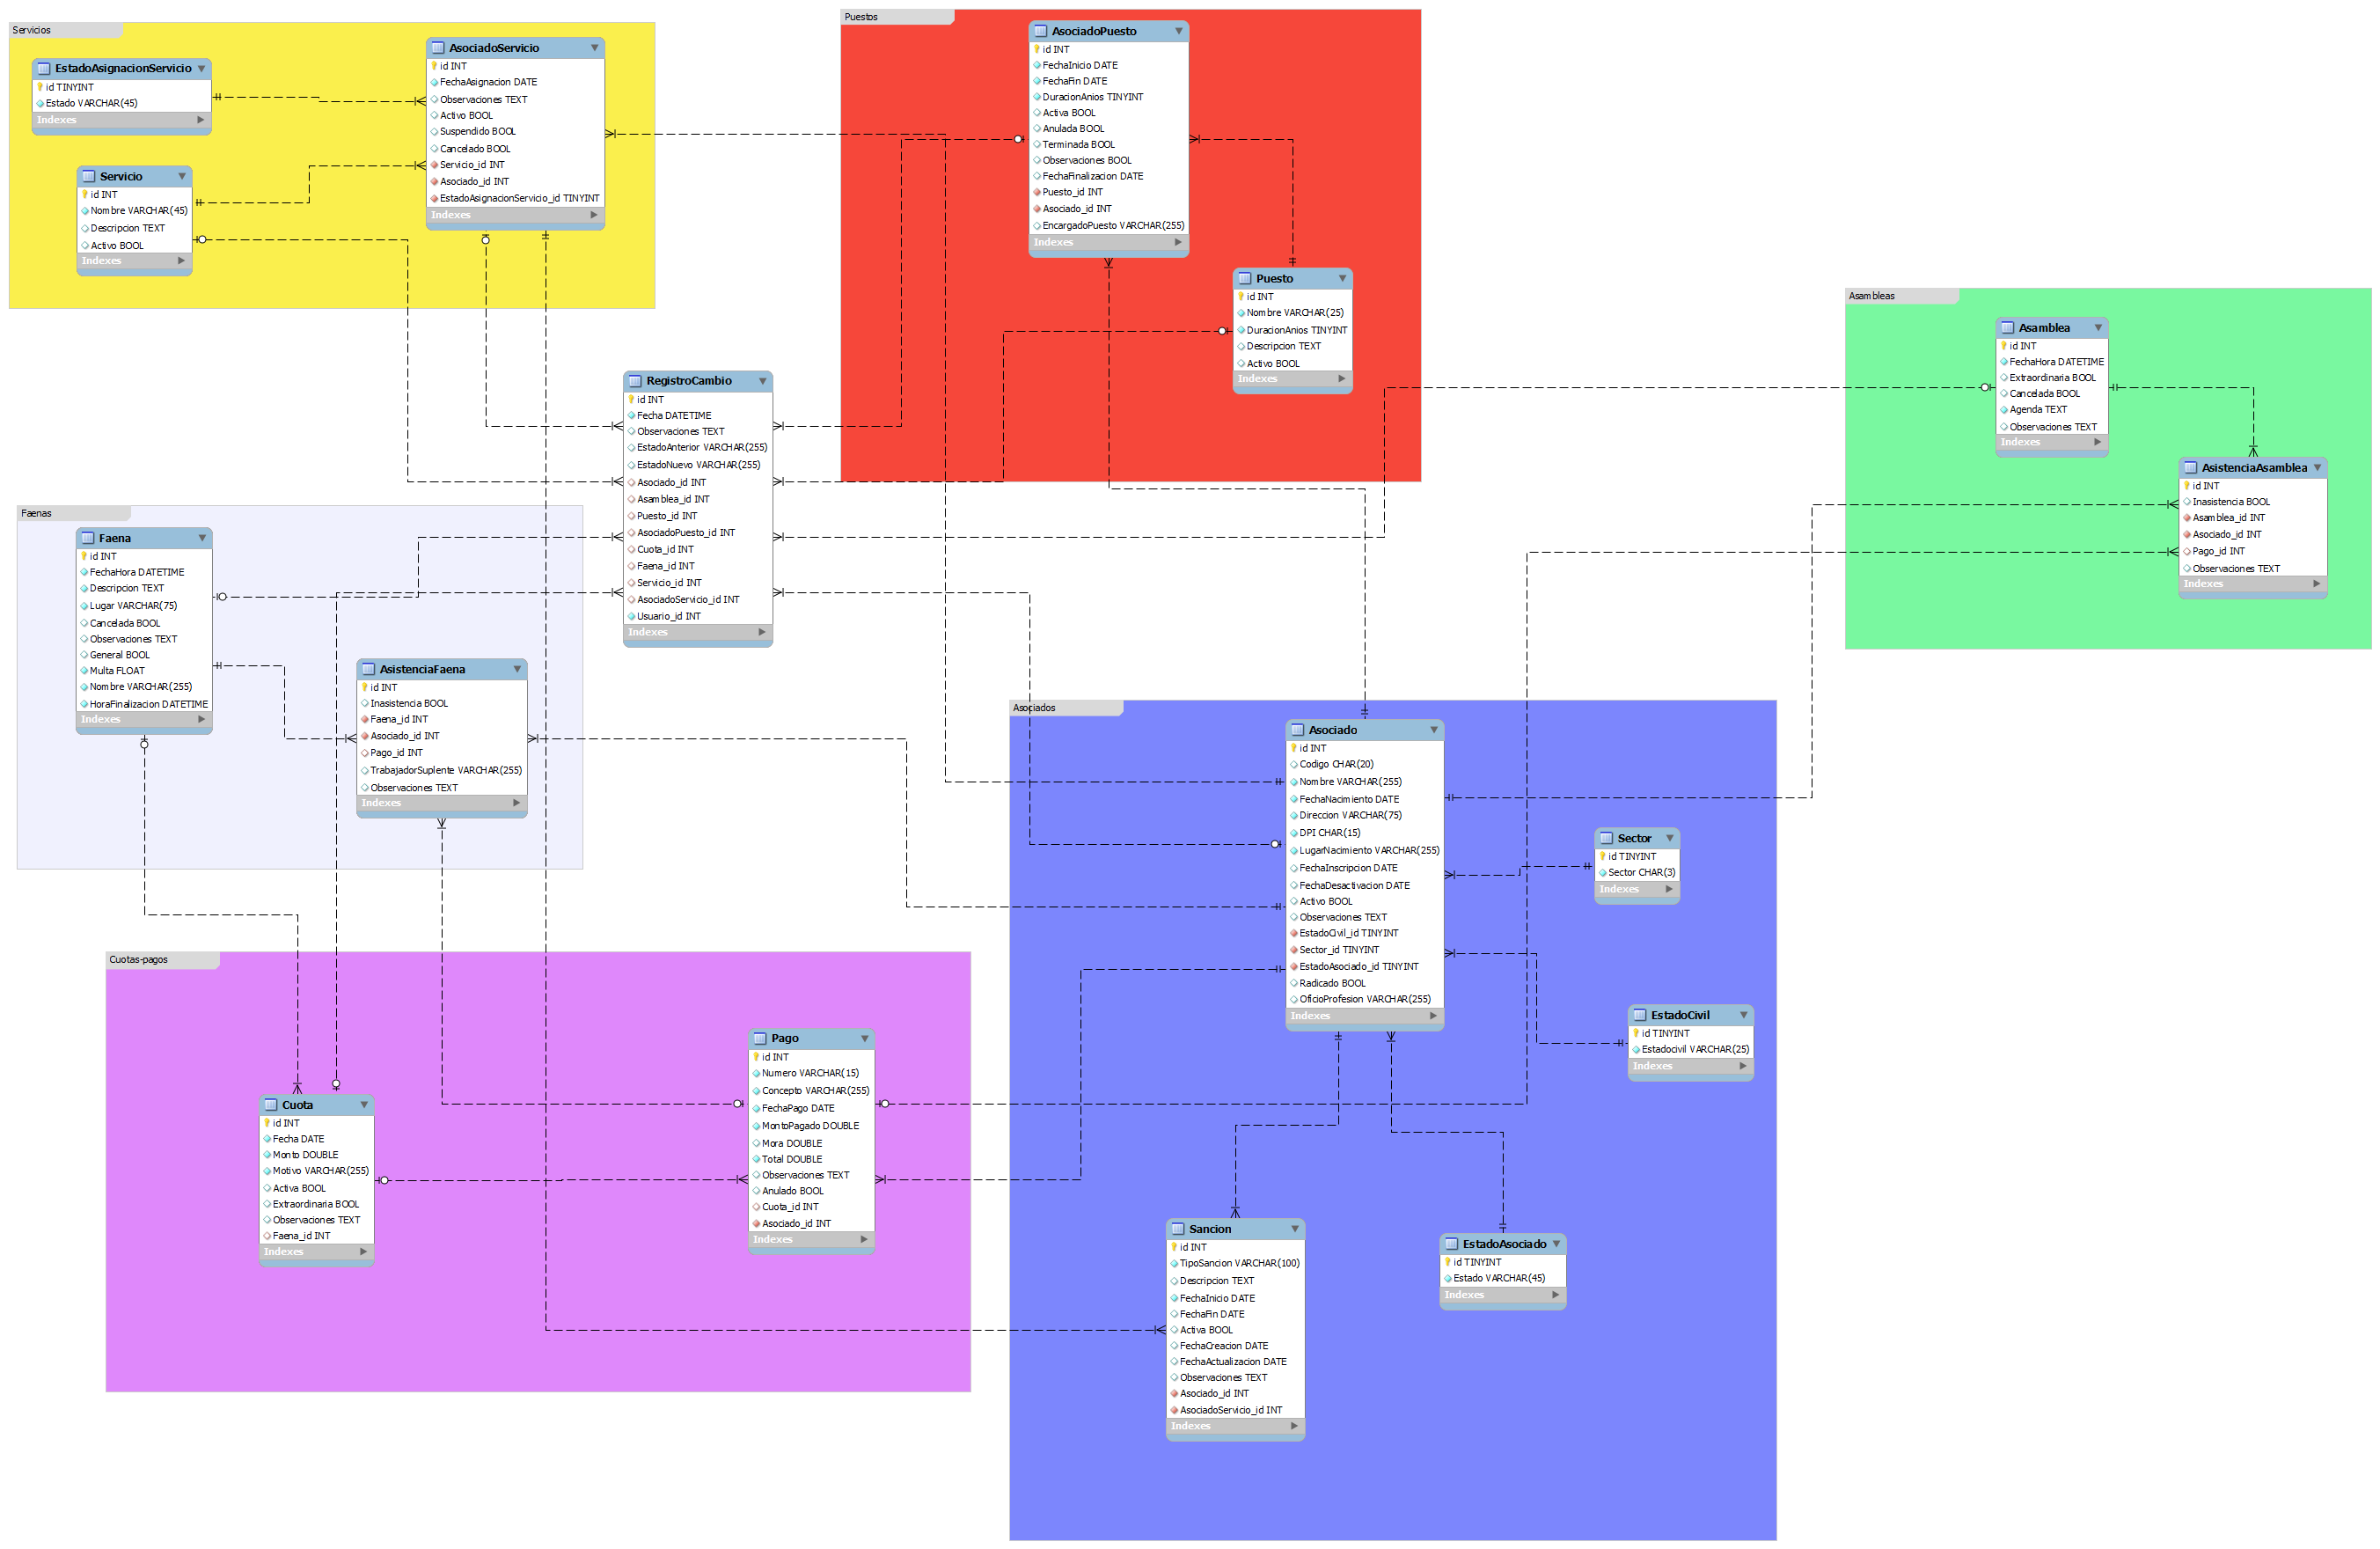 Servicios
EstadoAsignacionServicio
id TINYINT
Estado VARCHAR(45)
Indexes
AsociadoServicio
id INT
FechaAsignacion DATE
Observaciones TEXT
Activo BOOL
Suspendido BOOL
Cancelado BOOL
Servicio_id INT
Asociado_id INT
EstadoAsignacionServicio_id TINYINT
Indexes
Servicio
id INT
Nombre VARCHAR(45)
Descripcion TEXT
Activo BOOL
Indexes
Puestos
AsociadoPuesto
id INT
FechaInicio DATE
FechaFin DATE
DuracionAnios TINYINT
Activa BOOL
Anulada BOOL
Terminada BOOL
Observaciones BOOL
FechaFinalizacion DATE
Puesto_id INT
Asociado_id INT
EncargadoPuesto VARCHAR(255)
Indexes
Puesto
id INT
Nombre VARCHAR(25)
DuracionAnios TINYINT
Descripcion TEXT
Activo BOOL
Indexes
Asambleas
Asamblea
id INT
FechaHora DATETIME
Extraordinaria BOOL
Cancelada BOOL
Agenda TEXT
Observaciones TEXT
Indexes
AsistenciaAsamblea
id INT
Inasistencia BOOL
Asamblea_id INT
Asociado_id INT
Pago_id INT
Observaciones TEXT
Indexes
RegistroCambio
id INT
Fecha DATETIME
Observaciones TEXT
EstadoAnterior VARCHAR(255)
EstadoNuevo VARCHAR(255)
Asociado_id INT
Asamblea_id INT
Puesto_id INT
AsociadoPuesto_id INT
Cuota_id INT
Faena_id INT
Servicio_id INT
AsociadoServicio_id INT
Usuario_id INT
Indexes
Faenas
Faena
id INT
FechaHora DATETIME
Descripcion TEXT
Lugar VARCHAR(75)
Cancelada BOOL
Observaciones TEXT
General BOOL
Multa FLOAT
Nombre VARCHAR(255)
HoraFinalizacion DATETIME
Indexes
AsistenciaFaena
id INT
Inasistencia BOOL
Faena_id INT
Asociado_id INT
Pago_id INT
TrabajadorSuplente VARCHAR(255)
Observaciones TEXT
Indexes
Asociados
Asociado
id INT
Codigo CHAR(20)
Nombre VARCHAR(255)
FechaNacimiento DATE
Direccion VARCHAR(75)
DPI CHAR(15)
LugarNacimiento VARCHAR(255)
FechaInscripcion DATE
FechaDesactivacion DATE
Activo BOOL
Observaciones TEXT
EstadoCivil_id TINYINT
Sector_id TINYINT
EstadoAsociado_id TINYINT
Radicado BOOL
OficioProfesion VARCHAR(255)
Indexes
Sector
id TINYINT
Sector CHAR(3)
Indexes
EstadoCivil
id TINYINT
Estadocivil VARCHAR(25)
Indexes
Sancion
id INT
TipoSancion VARCHAR(100)
Descripcion TEXT
FechaInicio DATE
FechaFin DATE
Activa BOOL
FechaCreacion DATE
FechaActualizacion DATE
Observaciones TEXT
Asociado_id INT
AsociadoServicio_id INT
Indexes
EstadoAsociado
id TINYINT
Estado VARCHAR(45)
Indexes
Cuotas-pagos
Cuota
id INT
Fecha DATE
Monto DOUBLE
Motivo VARCHAR(255)
Activa BOOL
Extraordinaria BOOL
Observaciones TEXT
Faena_id INT
Indexes
Pago
id INT
Numero VARCHAR(15)
Concepto VARCHAR(255)
FechaPago DATE
MontoPagado DOUBLE
Mora DOUBLE
Total DOUBLE
Observaciones TEXT
Anulado BOOL
Cuota_id INT
Asociado_id INT
Indexes